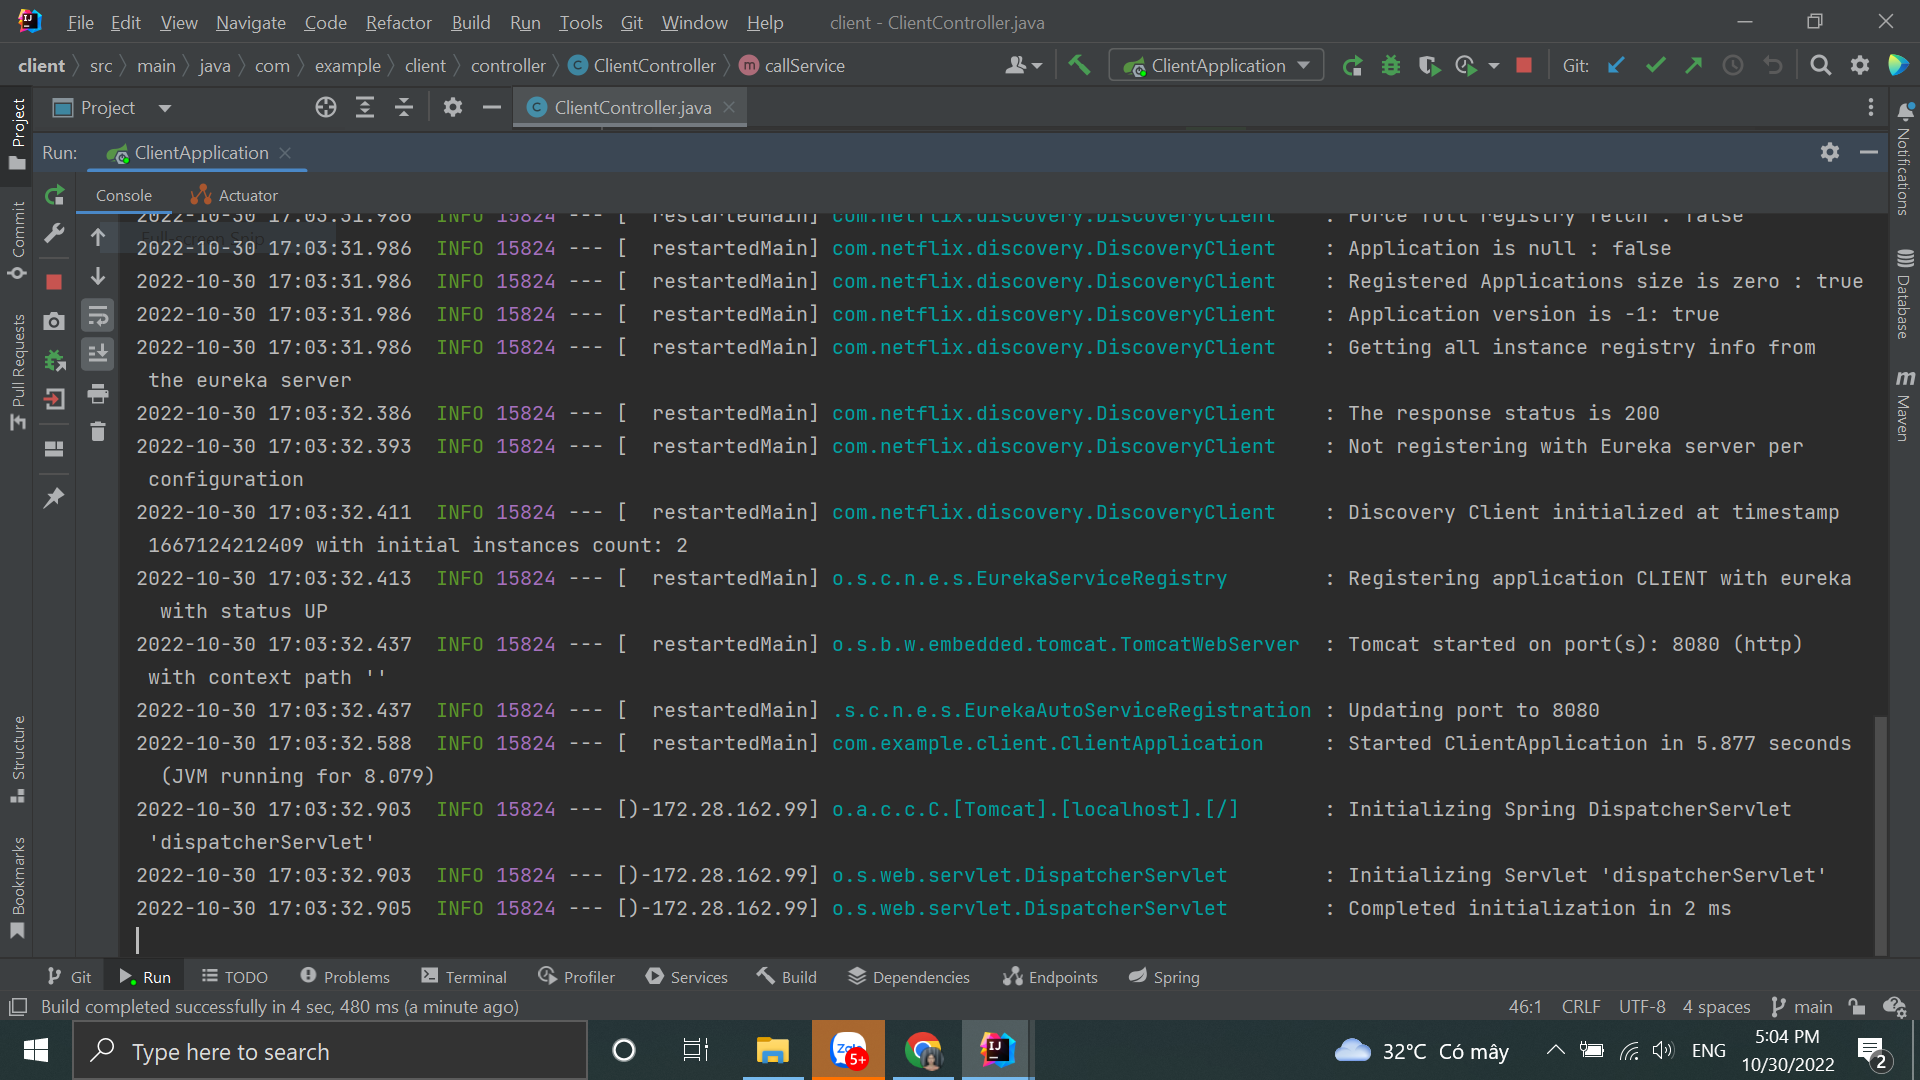 File Edit View Navigate Code Refactor Build Run Tools Git Window Help client - ClientController.java
client src main java com example client controller ClientController callService ClientApplication Git:
Project ClientController.java
Run: ClientApplication
Console Actuator
2022-10-30 17:03:31.986 INFO 15824 --- [ restartedMain] com.netflix.discovery.DiscoveryClient : Force full registry fetch : false
2022-10-30 17:03:31.986 INFO 15824 --- [ restartedMain] com.netflix.discovery.DiscoveryClient : Application is null : false
2022-10-30 17:03:31.986 INFO 15824 --- [ restartedMain] com.netflix.discovery.DiscoveryClient : Registered Applications size is zero : true
2022-10-30 17:03:31.986 INFO 15824 --- [ restartedMain] com.netflix.discovery.DiscoveryClient : Application version is -1: true
2022-10-30 17:03:31.986 INFO 15824 --- [ restartedMain] com.netflix.discovery.DiscoveryClient : Getting all instance registry info from
the eureka server
2022-10-30 17:03:32.386 INFO 15824 --- [ restartedMain] com.netflix.discovery.DiscoveryClient : The response status is 200
2022-10-30 17:03:32.393 INFO 15824 --- [ restartedMain] com.netflix.discovery.DiscoveryClient : Not registering with Eureka server per
configuration
2022-10-30 17:03:32.411 INFO 15824 --- [ restartedMain] com.netflix.discovery.DiscoveryClient : Discovery Client initialized at timestamp
1667124212409 with initial instances count: 2
2022-10-30 17:03:32.413 INFO 15824 --- [ restartedMain] o.s.c.n.e.s.EurekaServiceRegistry : Registering application CLIENT with eureka
with status UP
2022-10-30 17:03:32.437 INFO 15824 --- [ restartedMain] o.s.b.w.embedded.tomcat.TomcatWebServer : Tomcat started on port(s): 8080 (http)
with context path ''
2022-10-30 17:03:32.437 INFO 15824 --- [ restartedMain] .s.c.n.e.s.EurekaAutoServiceRegistration : Updating port to 8080
2022-10-30 17:03:32.588 INFO 15824 --- [ restartedMain] com.example.client.ClientApplication : Started ClientApplication in 5.877 seconds
(JVM running for 8.079)
2022-10-30 17:03:32.903 INFO 15824 --- [)-172.28.162.99] o.a.c.c.C.[Tomcat].[localhost].[/] : Initializing Spring DispatcherServlet
'dispatcherServlet'
2022-10-30 17:03:32.903 INFO 15824 --- [)-172.28.162.99] o.s.web.servlet.DispatcherServlet : Initializing Servlet 'dispatcherServlet'
2022-10-30 17:03:32.905 INFO 15824 --- [)-172.28.162.99] o.s.web.servlet.DispatcherServlet : Completed initialization in 2 ms
Project
Commit
Pull Requests
Structure
Bookmarks
Notifications
Database
Maven
Git Run TODO Problems Terminal Profiler Services Build Dependencies Endpoints Spring
Build completed successfully in 4 sec, 480 ms (a minute ago) 46:1 CRLF UTF-8 4 spaces main
Type here to search
Zalo 5+
32°C Có mây ENG
5:04 PM
10/30/2022
2